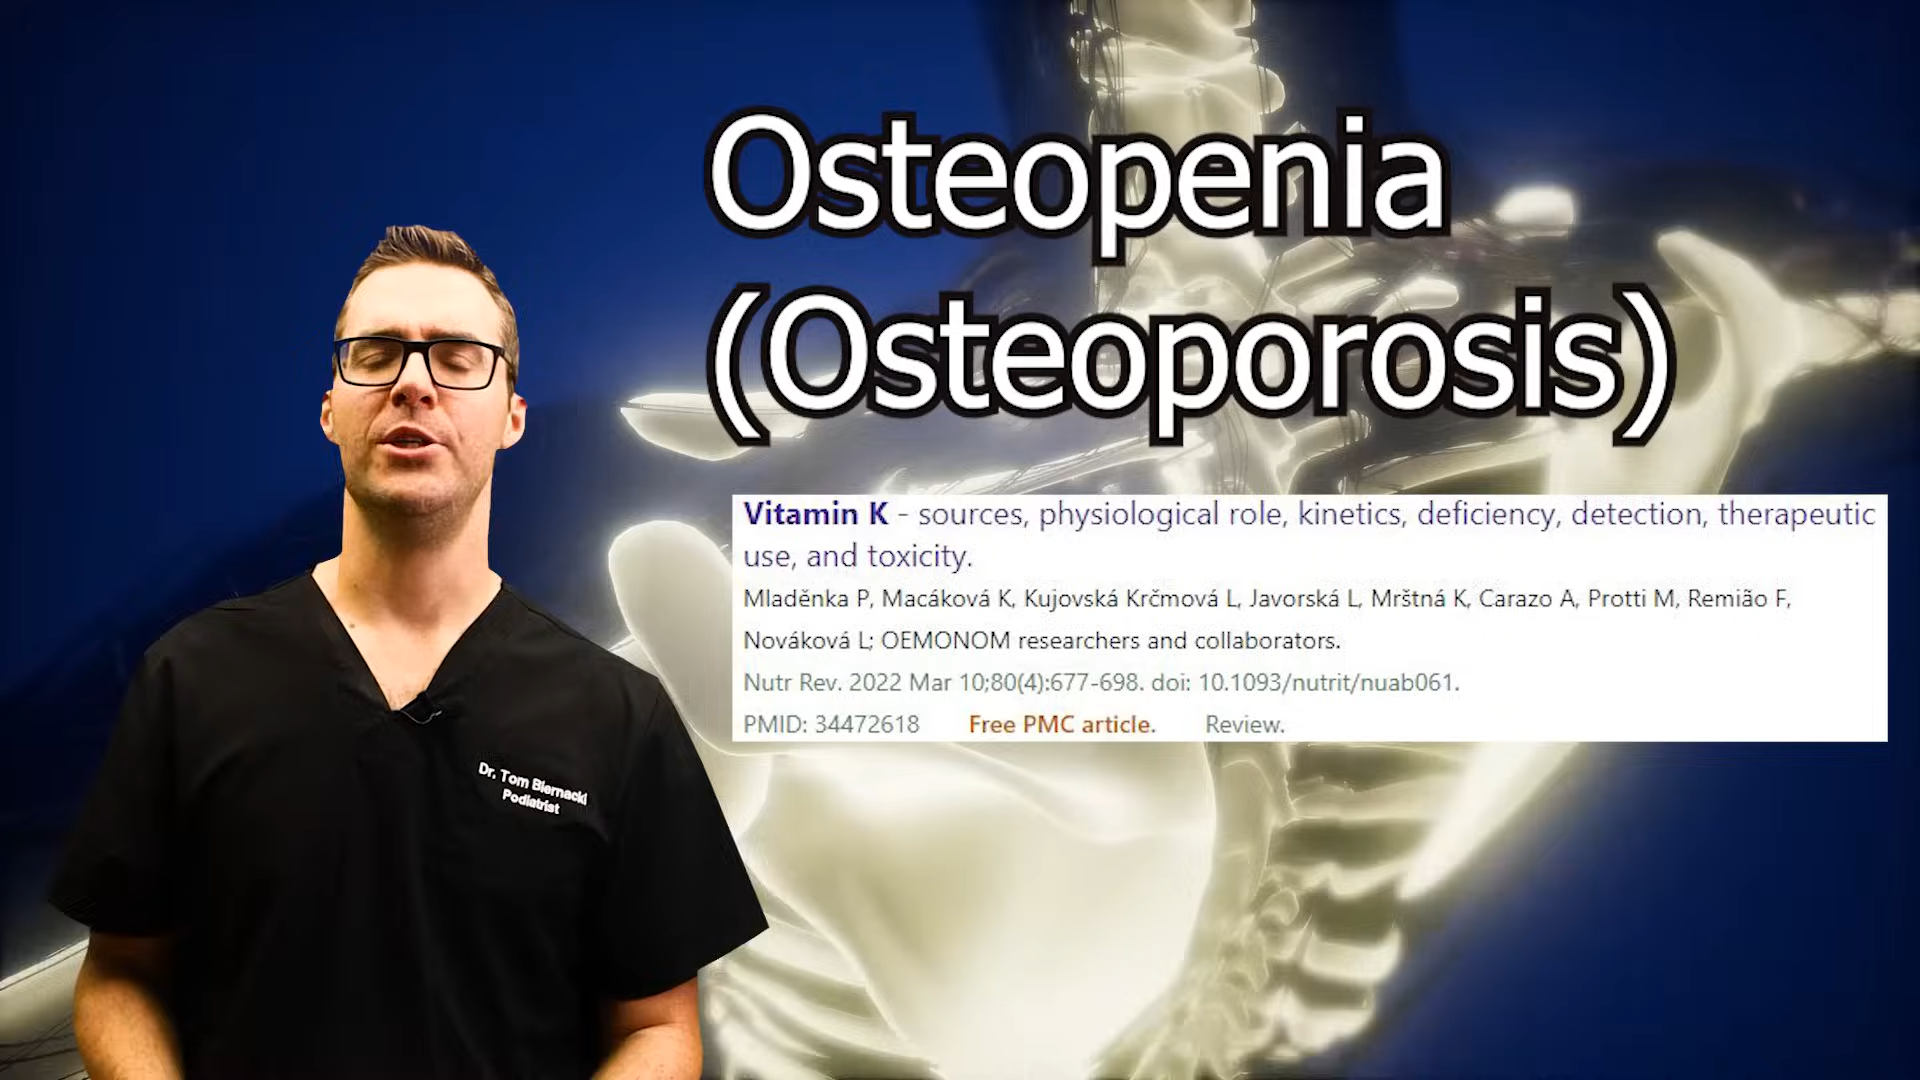 Osteopenia
(Osteoporosis)
Vitamin K - sources, physiological role, kinetics, deficiency, detection, therapeutic
use, and toxicity.
Mladěnka P, Macáková K, Kujovská Krčmová L, Javorská L, Mrštná K, Carazo A, Protti M, Remião F,
Nováková L; OEMONOM researchers and collaborators.
Nutr Rev. 2022 Mar 10;80(4):677-698. doi: 10.1093/nutrit/nuab061.
PMID: 34472618 Free PMC article. Review.
Dr. Tom Biernacki
Podiatrist